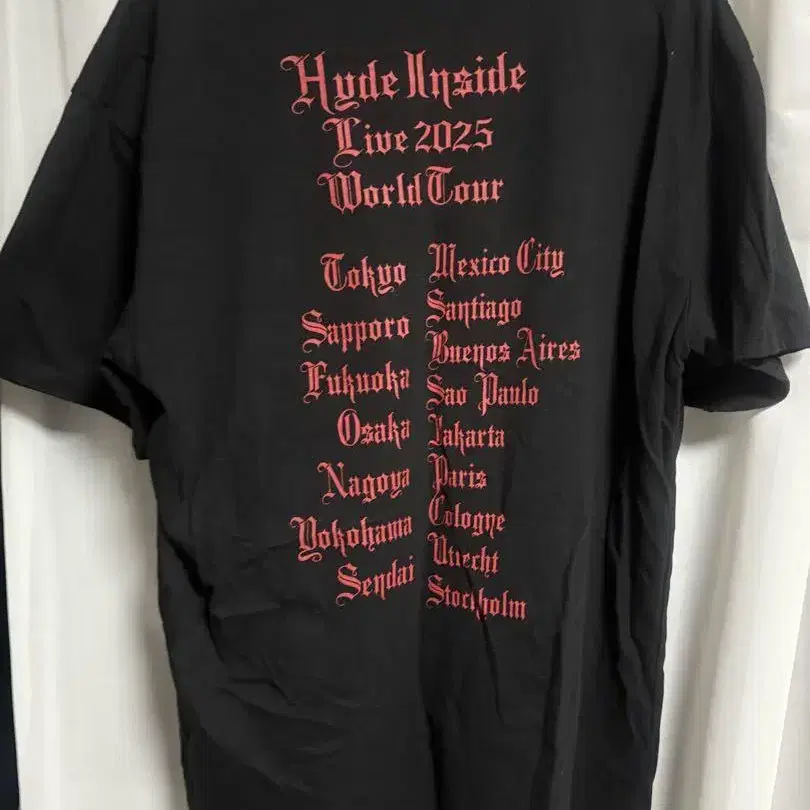 Hyde Inside
Live 2025
World Tour
Tokyo
Sapporo
Fukuoka
Osaka
Nagoya
Yokohama
Sendai
Mexico City
Santiago
Buenos Aires
Sao Paulo
Jakarta
Paris
Cologne
Utrecht
Stockholm